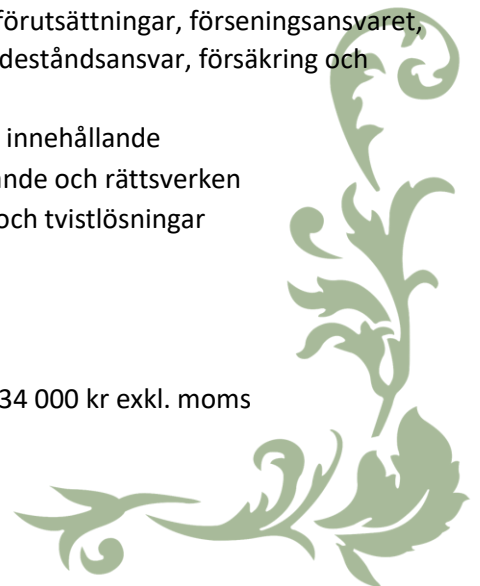 förutsättningar, förseningsansvaret,
deståndsansvar, försäkring och
innehållande
ande och rättsverken
och tvistlösningar
34 000 kr exkl. moms